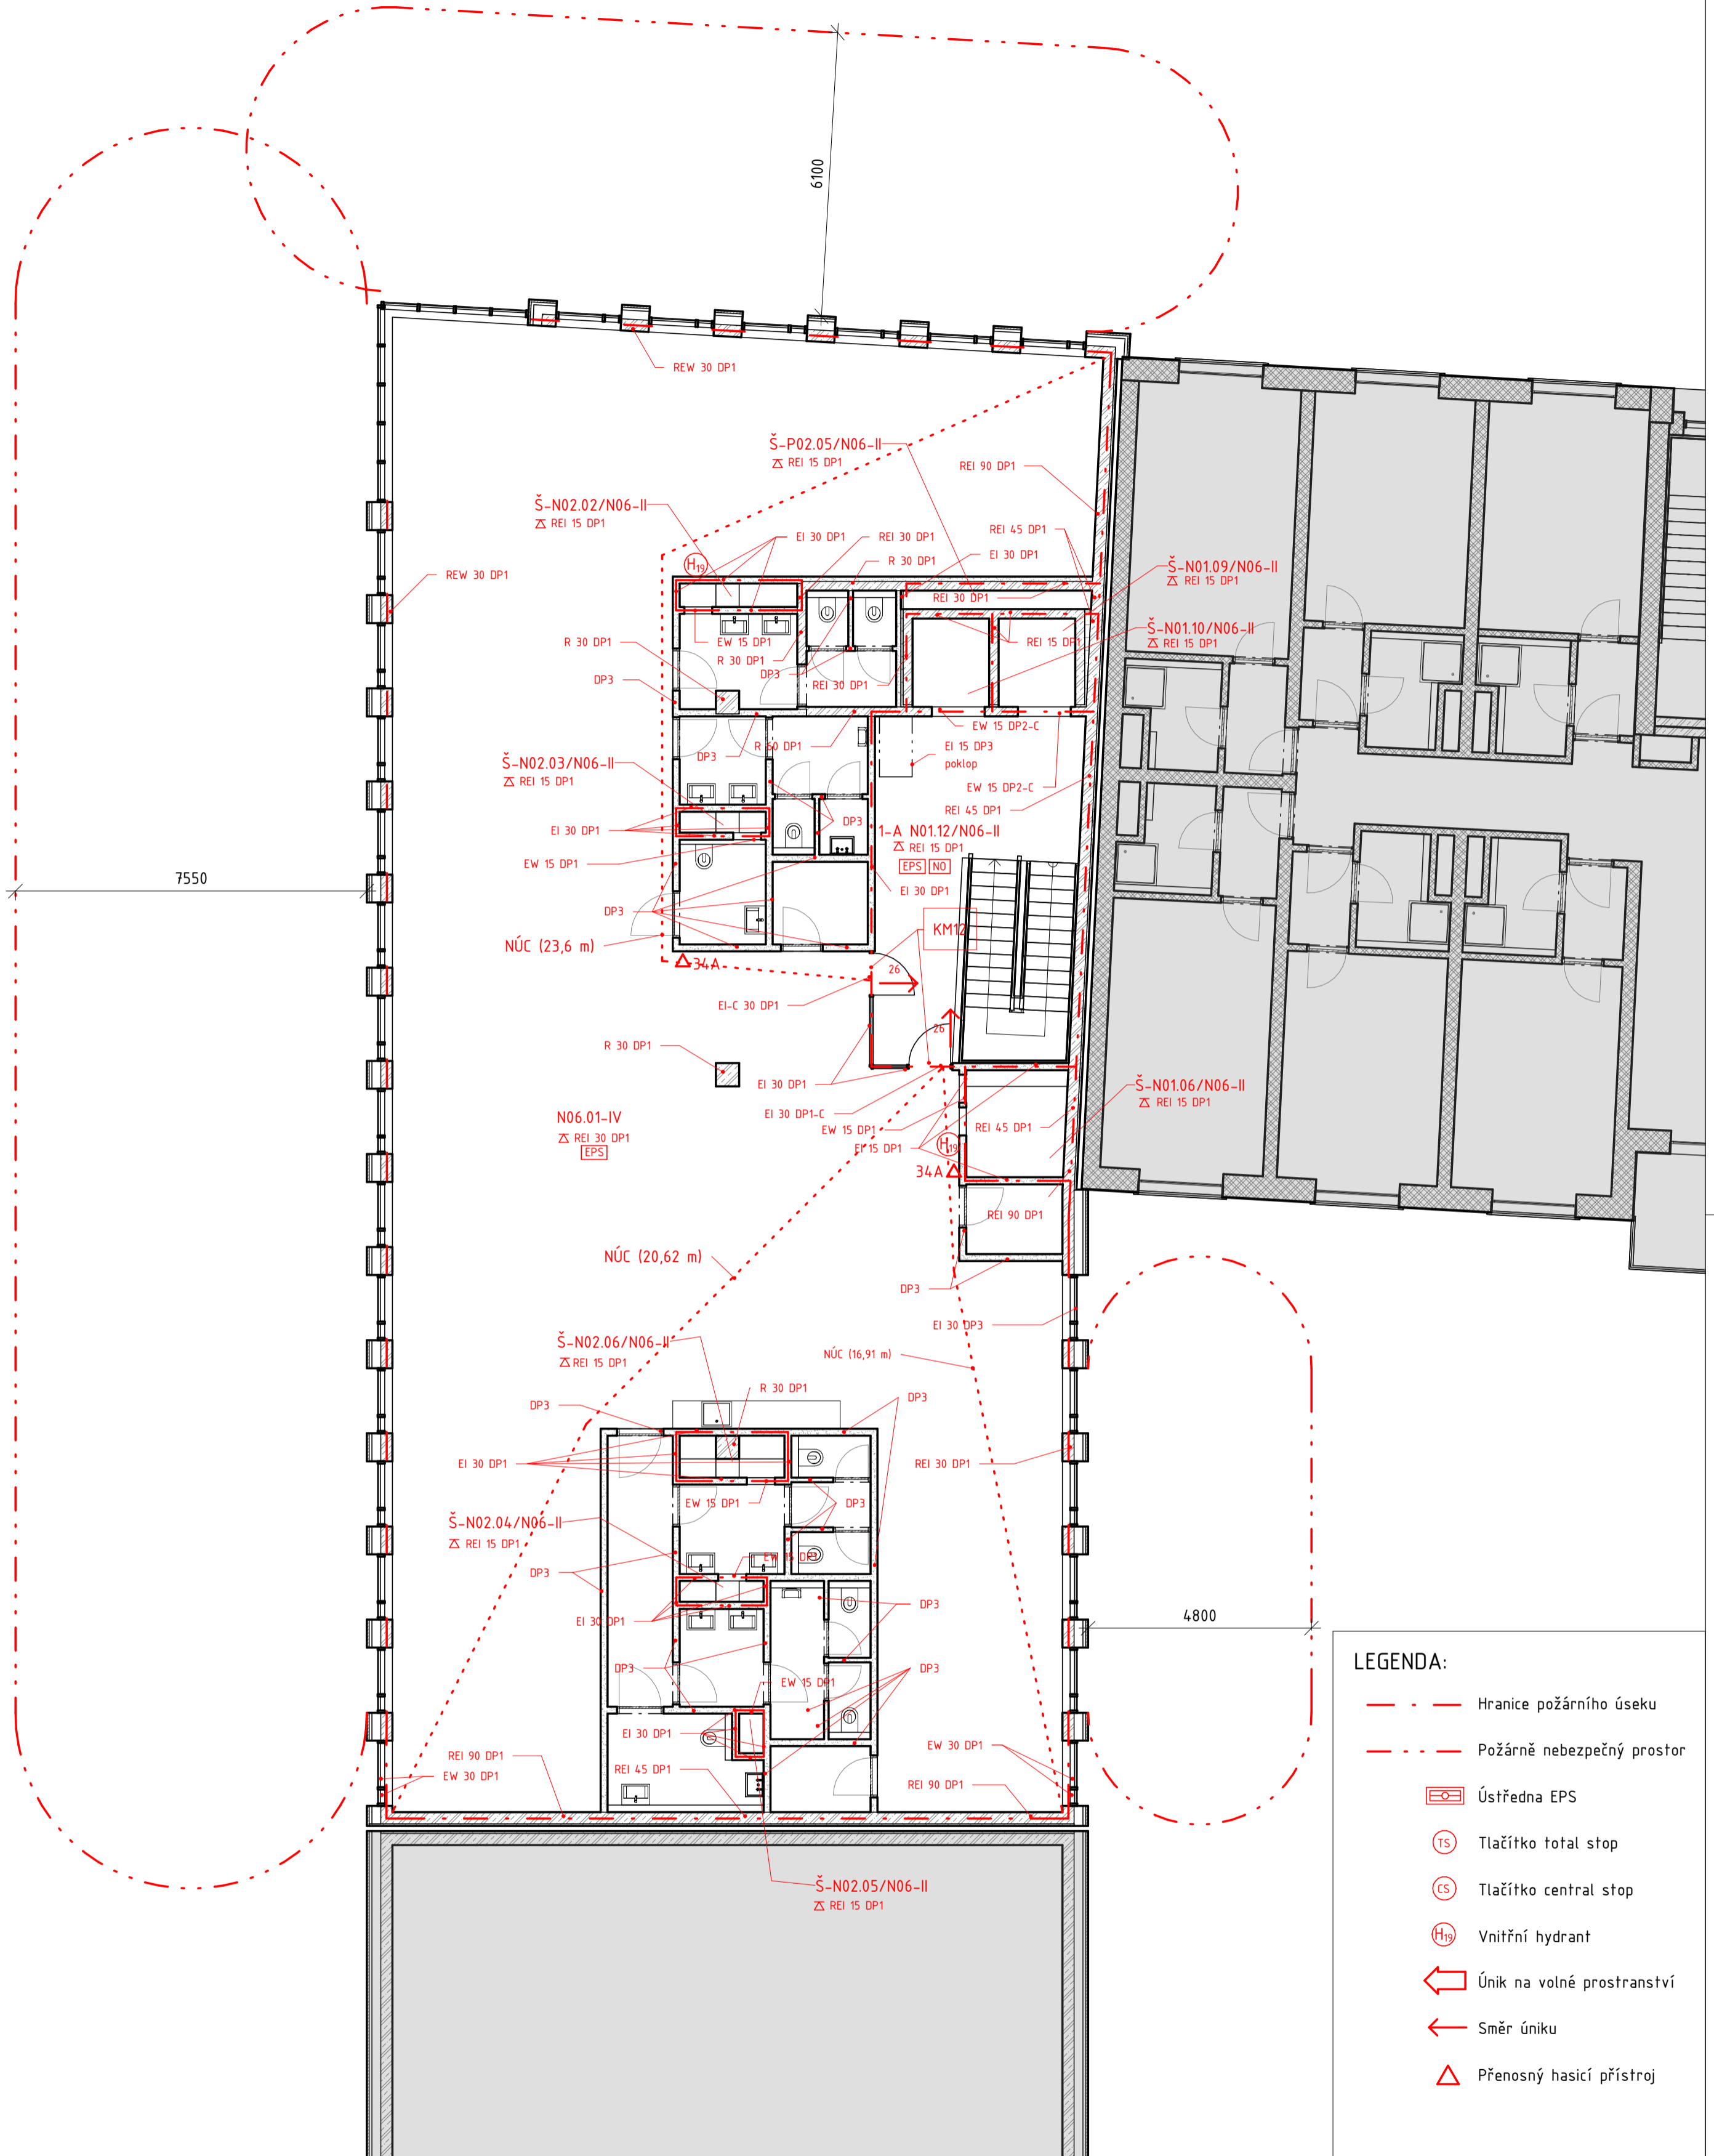 6100
REW 30 DP1
Š-P02.05/N06-II
REI 15 DP1
REI 90 DP1
Š-N02.02/N06-II
REI 15 DP1
REI 45 DP1
EI 30 DP1
REI 30 DP1
EI 30 DP1
R 30 DP1
H19
Š-N01.09/N06-II
REI 15 DP1
REW 30 DP1
REI 30 DP1
Š-N01.10/N06-II
REI 15 DP1
R 30 DP1
EW 15 DP1
REI 15 DP1
R 30 DP1
DP3
DP3
REI 30 DP1
EW 15 DP2-C
R 60 DP1
EI 15 DP3
poklop
DP3
Š-N02.03/N06-II
REI 15 DP1
EW 15 DP2-C
REI 45 DP1
DP3
EI 30 DP1
1-A N01.12/N06-II
REI 15 DP1
EPS NO
EW 15 DP1
7550
EI 30 DP1
DP3
KM12
NÚC (23,6 m)
34A
26
EI-C 30 DP1
26
R 30 DP1
EI 30 DP1
Š-N01.06/N06-II
REI 15 DP1
EI 30 DP1-C
N06.01-IV
REI 30 DP1
EPS
EW 15 DP1
REI 45 DP1
EI 15 DP1
H19
34A
REI 90 DP1
NÚC (20,62 m)
DP3
EI 30 DP3
Š-N02.06/N06-II
REI 15 DP1
NÚC (16,91 m)
R 30 DP1
DP3
DP3
EI 30 DP1
REI 30 DP1
EW 15 DP1
DP3
Š-N02.04/N06-II
REI 15 DP1
EW 15 DP1
DP3
DP3
EI 30 DP1
4800
DP3
DP3
EW 15 DP1
EI 30 DP1
REI 90 DP1
EW 30 DP1
REI 45 DP1
EW 30 DP1
REI 90 DP1
Š-N02.05/N06-II
REI 15 DP1
LEGENDA:
Hranice požárního úseku
Požárně nebezpečný prostor
Ústředna EPS
TS Tlačítko total stop
CS Tlačítko central stop
H19 Vnitřní hydrant
Únik na volné prostranství
Směr úniku
Přenosný hasicí přístroj